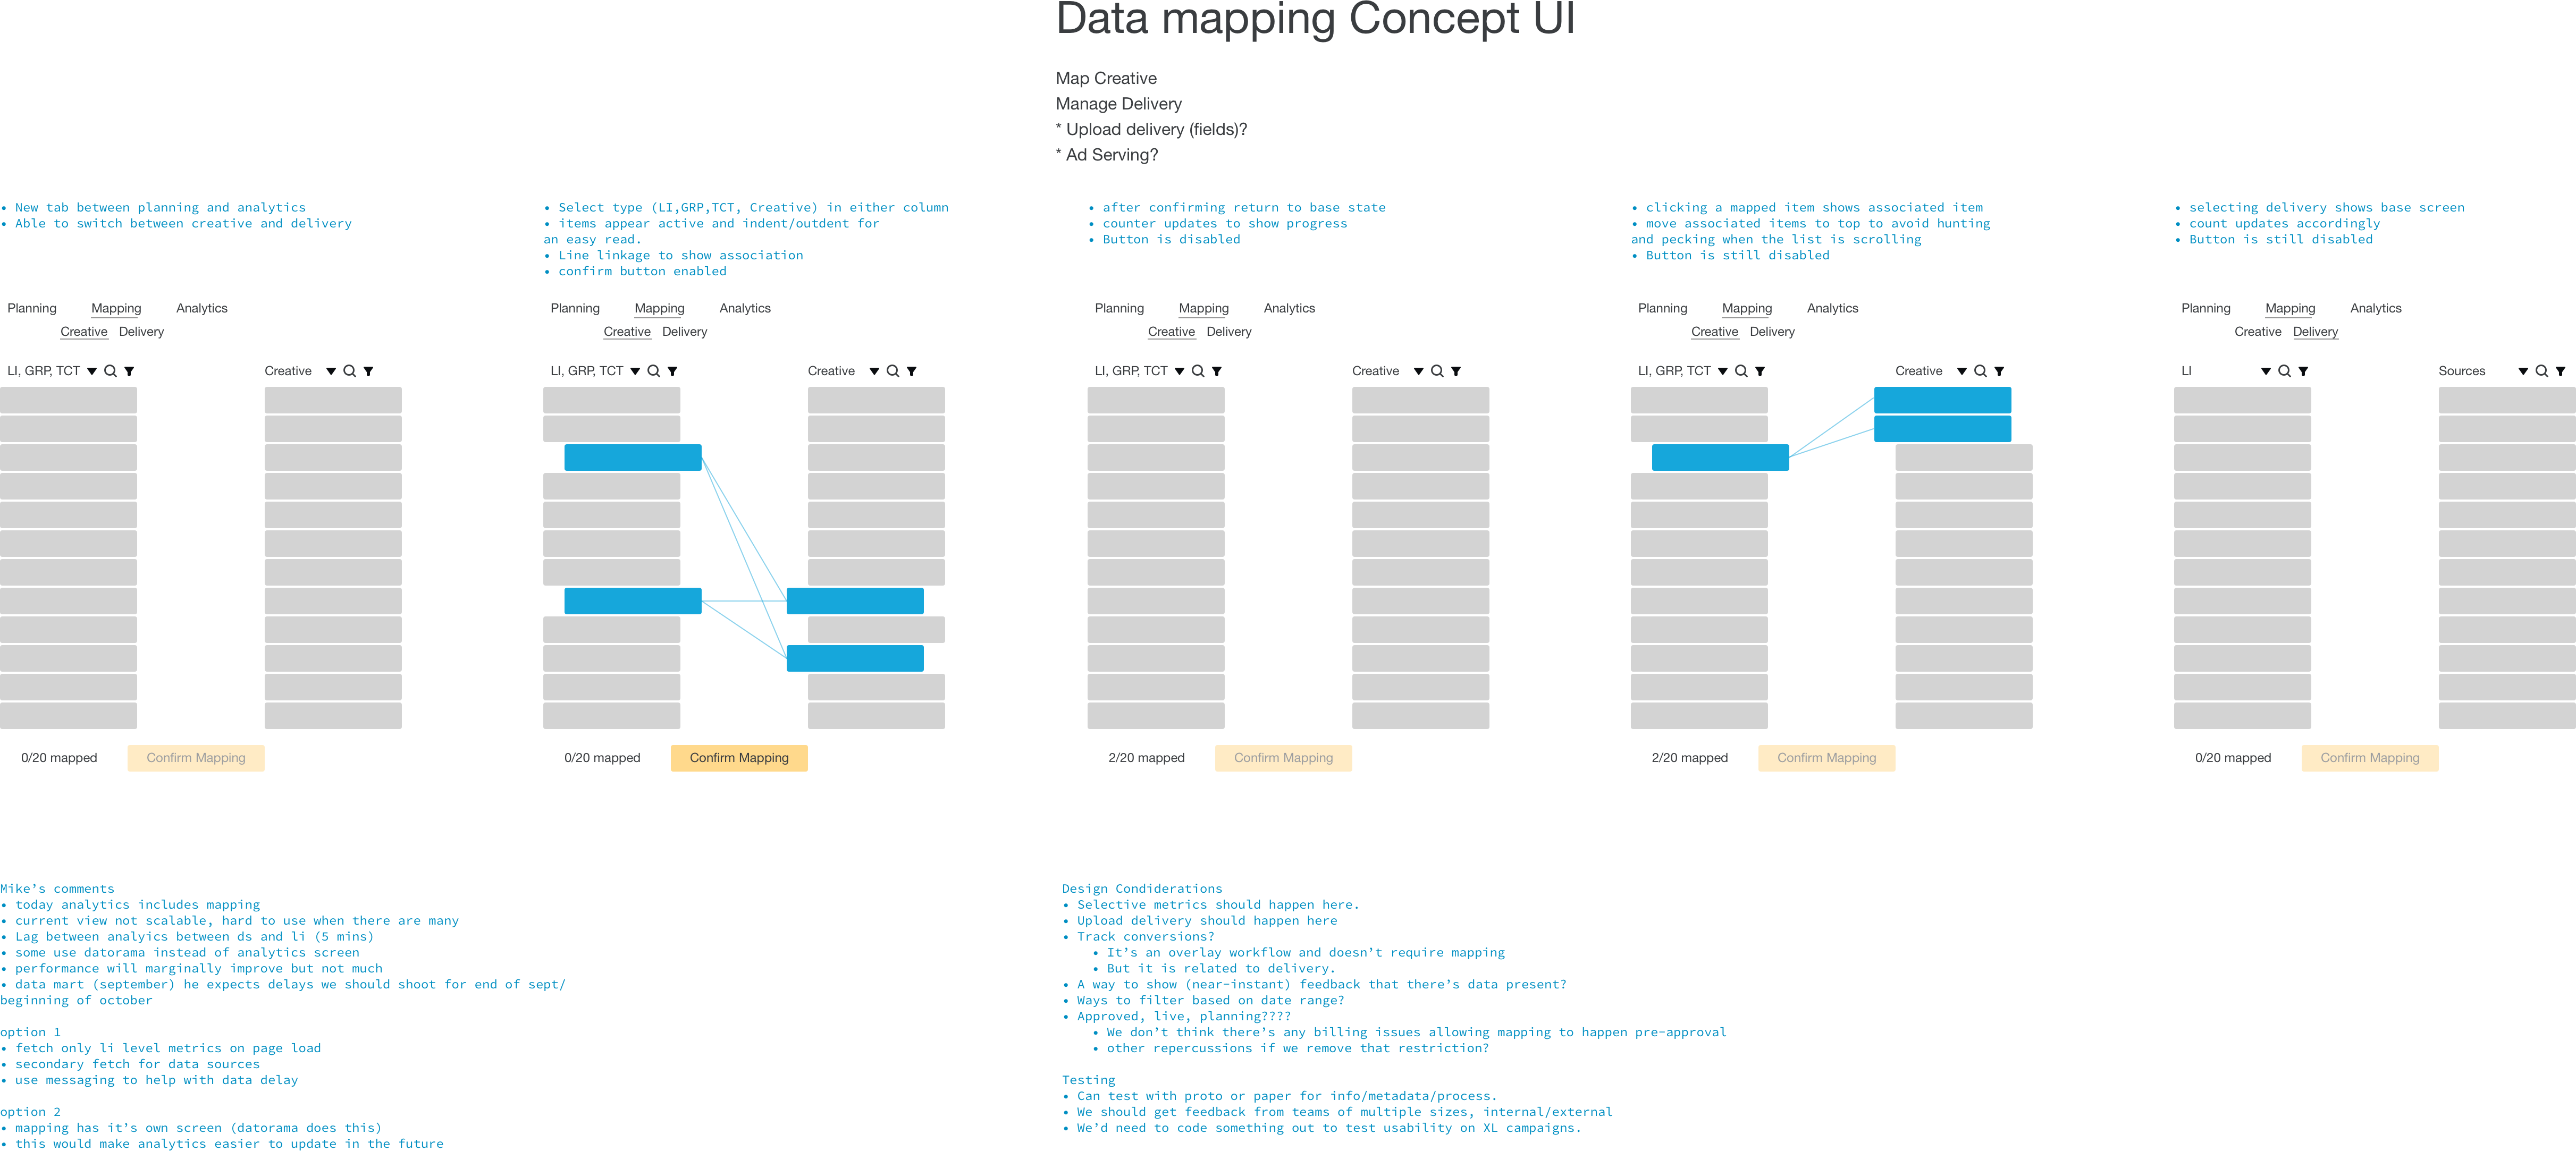 Data mapping Concept UI
Map Creative
Manage Delivery
* Upload delivery (fields)?
* Ad Serving?
• New tab between planning and analytics
• Able to switch between creative and delivery
• Select type (LI,GRP,TCT, Creative) in either column
• items appear active and indent/outdent for
an easy read.
• Line linkage to show association
• confirm button enabled
• after confirming return to base state
• counter updates to show progress
• Button is disabled
• clicking a mapped item shows associated item
• move associated items to top to avoid hunting
and pecking when the list is scrolling
• Button is still disabled
• selecting delivery shows base screen
• count updates accordingly
• Button is still disabled
Planning Mapping Analytics
Creative Delivery
LI, GRP, TCT Creative
0/20 mapped Confirm Mapping
Planning Mapping Analytics
Creative Delivery
LI, GRP, TCT Creative
0/20 mapped Confirm Mapping
Planning Mapping Analytics
Creative Delivery
LI, GRP, TCT Creative
2/20 mapped Confirm Mapping
Planning Mapping Analytics
Creative Delivery
LI, GRP, TCT Creative
2/20 mapped Confirm Mapping
Planning Mapping Analytics
Creative Delivery
LI Sources
0/20 mapped Confirm Mapping
Mike’s comments
• today analytics includes mapping
• current view not scalable, hard to use when there are many
• Lag between analyics between ds and li (5 mins)
• some use datorama instead of analytics screen
• performance will marginally improve but not much
• data mart (september) he expects delays we should shoot for end of sept/
beginning of october
option 1
• fetch only li level metrics on page load
• secondary fetch for data sources
• use messaging to help with data delay
option 2
• mapping has it’s own screen (datorama does this)
• this would make analytics easier to update in the future
Design Condiderations
• Selective metrics should happen here.
• Upload delivery should happen here
• Track conversions?
• It’s an overlay workflow and doesn’t require mapping
• But it is related to delivery.
• A way to show (near-instant) feedback that there’s data present?
• Ways to filter based on date range?
• Approved, live, planning????
• We don’t think there’s any billing issues allowing mapping to happen pre-approval
• other repercussions if we remove that restriction?
Testing
• Can test with proto or paper for info/metadata/process.
• We should get feedback from teams of multiple sizes, internal/external
• We’d need to code something out to test usability on XL campaigns.